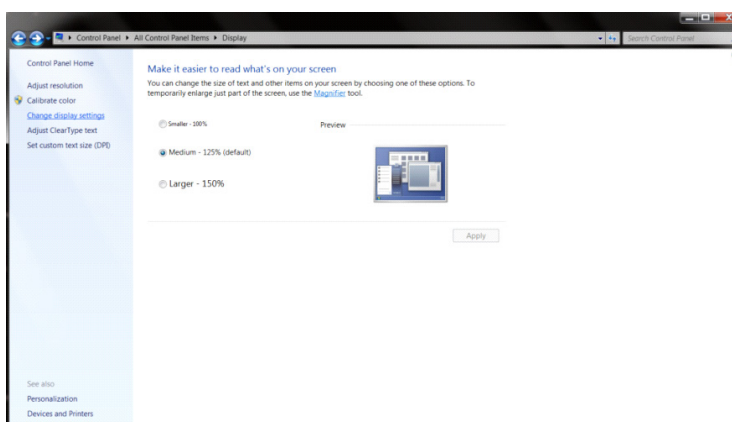 Control Panel ▸ All Control Panel Items ▸ Display
Search Control Panel
Control Panel Home
Adjust resolution
Calibrate color
Change display settings
Adjust ClearType text
Set custom text size (DPI)
Make it easier to read what's on your screen
You can change the size of text and other items on your screen by choosing one of these options. To
temporarily enlarge just part of the screen, use the Magnifier tool.
Smaller - 100%
Preview
Medium - 125% (default)
Larger - 150%
Apply
See also
Personalization
Devices and Printers